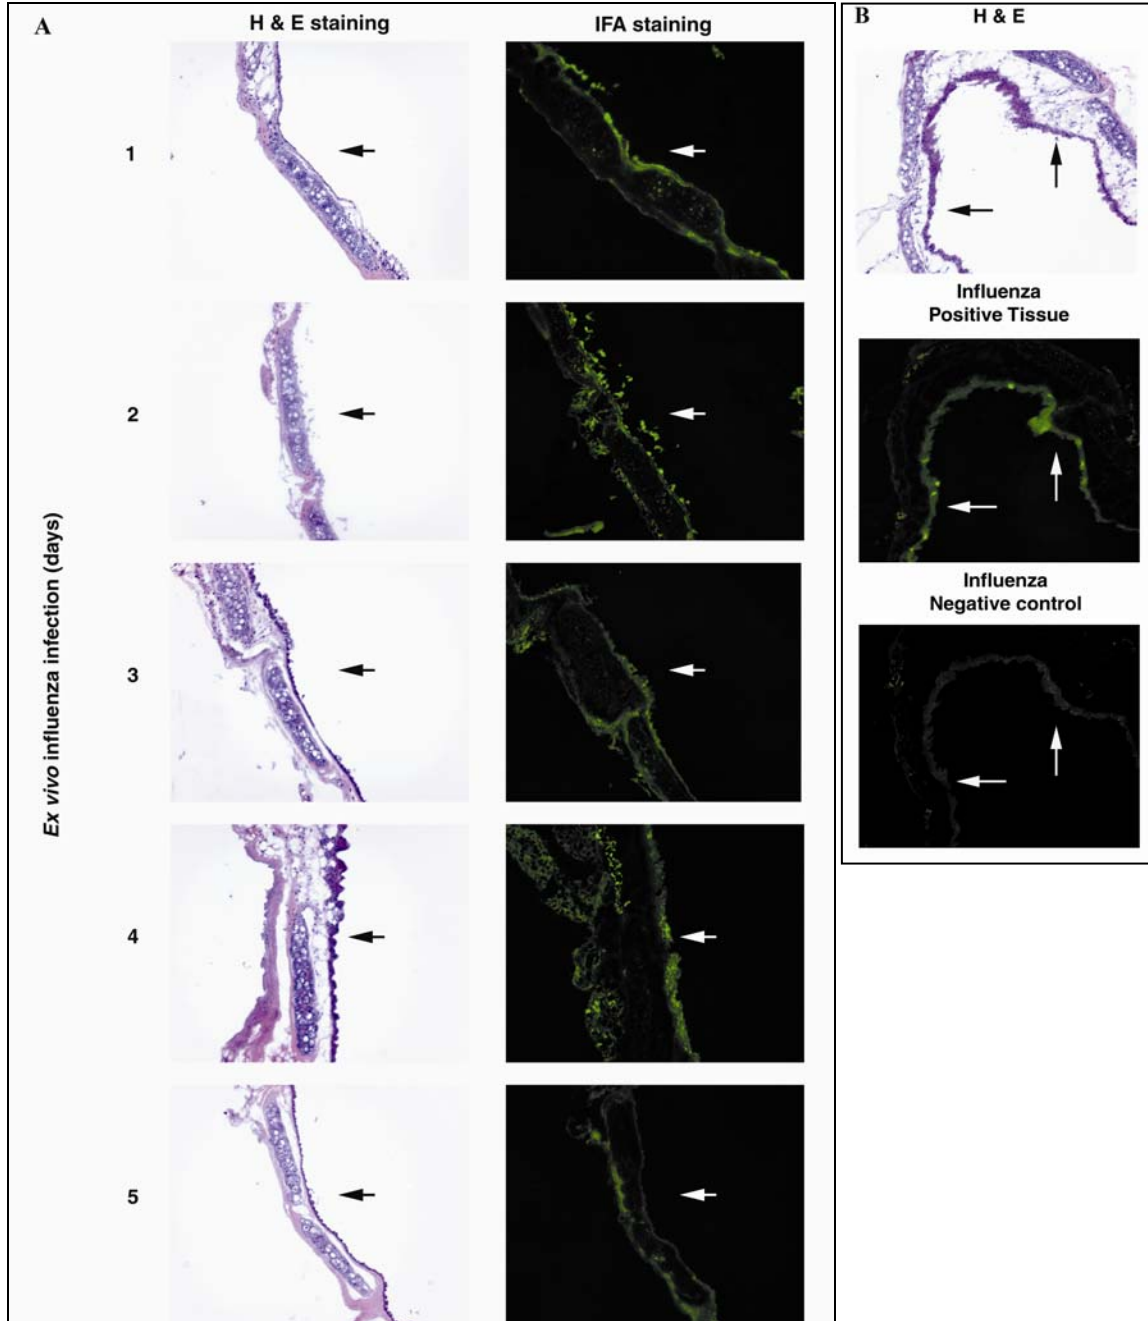 A
H & E staining
IFA staining
1
2
3
4
5
Ex vivo influenza infection (days)
B
H & E
Influenza
Positive Tissue
Influenza
Negative control